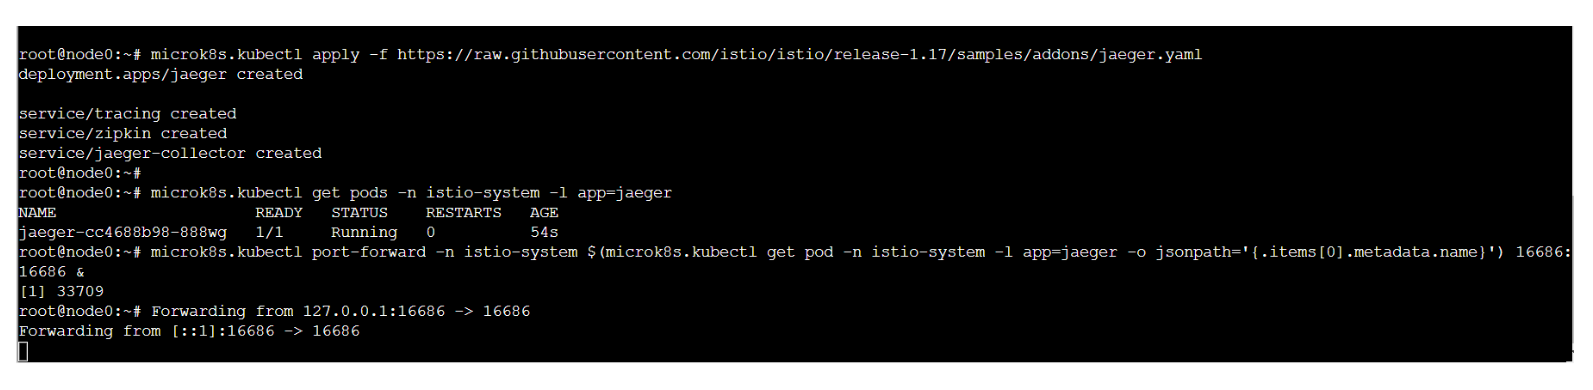 root@node0:~# microk8s.kubectl apply -f https://raw.githubusercontent.com/istio/istio/release-1.17/samples/addons/jaeger.yaml
deployment.apps/jaeger created
service/tracing created
service/zipkin created
service/jaeger-collector created
root@node0:~#
root@node0:~# microk8s.kubectl get pods -n istio-system -l app=jaeger
NAME READY STATUS RESTARTS AGE
jaeger-cc4688b98-888wg 1/1 Running 0 54s
root@node0:~# microk8s.kubectl port-forward -n istio-system $(microk8s.kubectl get pod -n istio-system -l app=jaeger -o jsonpath='{.items[0].metadata.name}') 16686:
16686 &
[1] 33709
root@node0:~# Forwarding from 127.0.0.1:16686 -> 16686
Forwarding from [::1]:16686 -> 16686